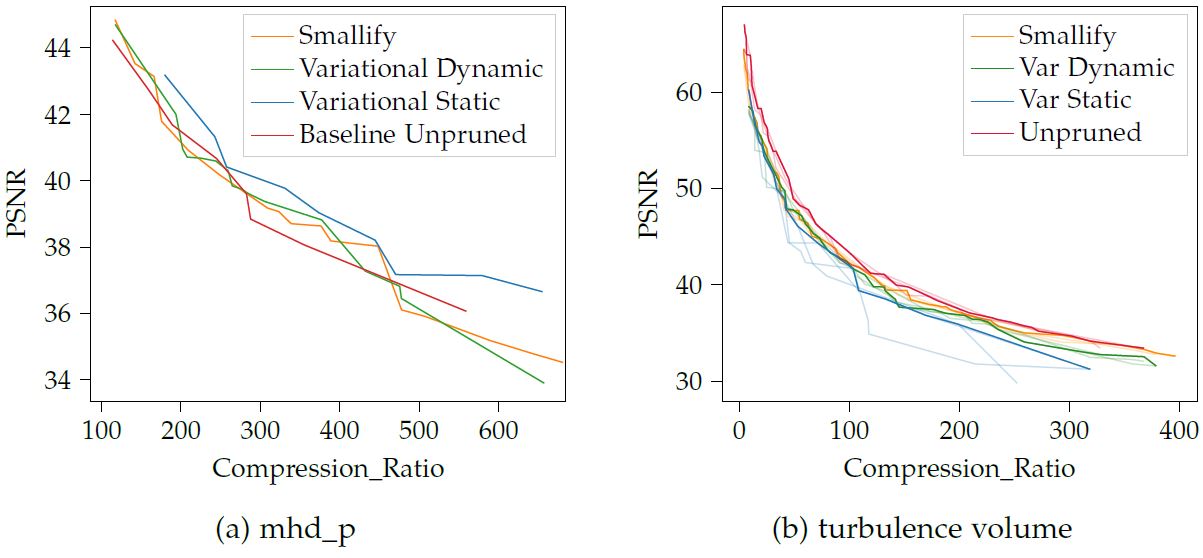 44
42
40
38
36
34
PSNR
100 200 300 400 500 600
Compression_Ratio
Smallify
Variational Dynamic
Variational Static
Baseline Unpruned
(a) mhd_p
60
50
40
30
PSNR
0 100 200 300 400
Compression_Ratio
Smallify
Var Dynamic
Var Static
Unpruned
(b) turbulence volume